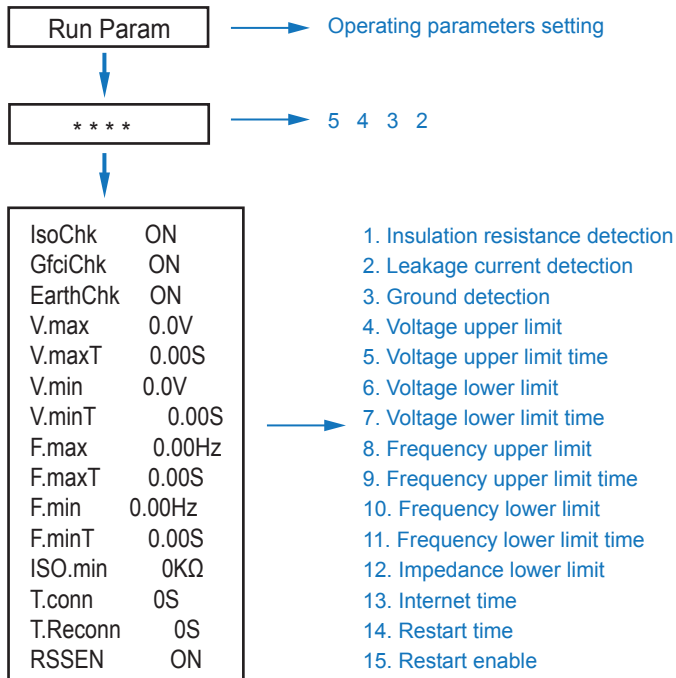 Run Param
Operating parameters setting
* * * *
5 4 3 2
IsoChk ON
GfciChk ON
EarthChk ON
V.max 0.0V
V.maxT 0.00S
V.min 0.0V
V.minT 0.00S
F.max 0.00Hz
F.maxT 0.00S
F.min 0.00Hz
F.minT 0.00S
ISO.min 0KΩ
T.conn 0S
T.Reconn 0S
RSSEN ON
1. Insulation resistance detection
2. Leakage current detection
3. Ground detection
4. Voltage upper limit
5. Voltage upper limit time
6. Voltage lower limit
7. Voltage lower limit time
8. Frequency upper limit
9. Frequency upper limit time
10. Frequency lower limit
11. Frequency lower limit time
12. Impedance lower limit
13. Internet time
14. Restart time
15. Restart enable